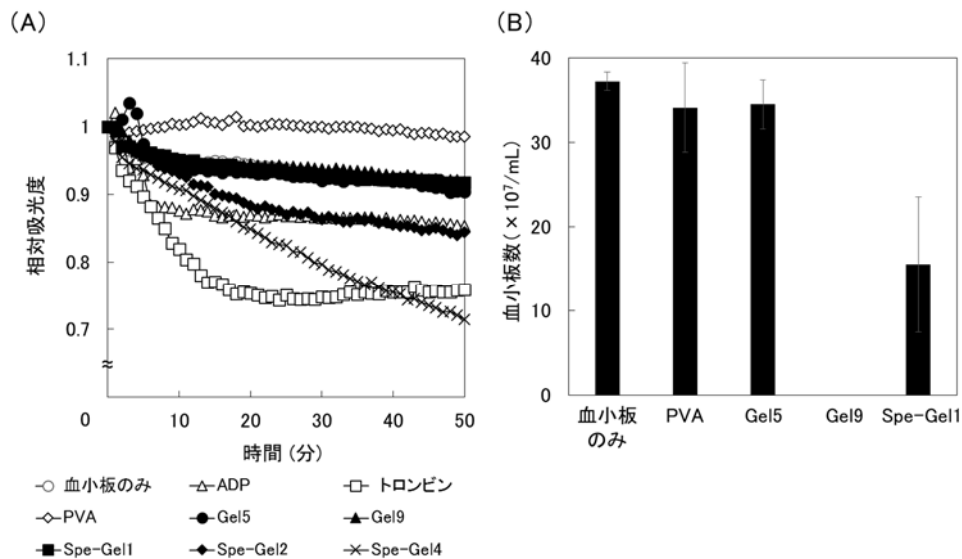 (A)
1.1
1
0.9
0.8
0.7
≈
0
10
20
30
40
50
相対吸光度
時間 (分)
血小板のみ ADP トロンビン
PVA Gel5 Gel9
Spe-Gel1 Spe-Gel2 Spe-Gel4
(B)
40
30
20
10
0
血小板数(×10⁷/mL)
血小板のみ
PVA
Gel5
Gel9
Spe-Gel1